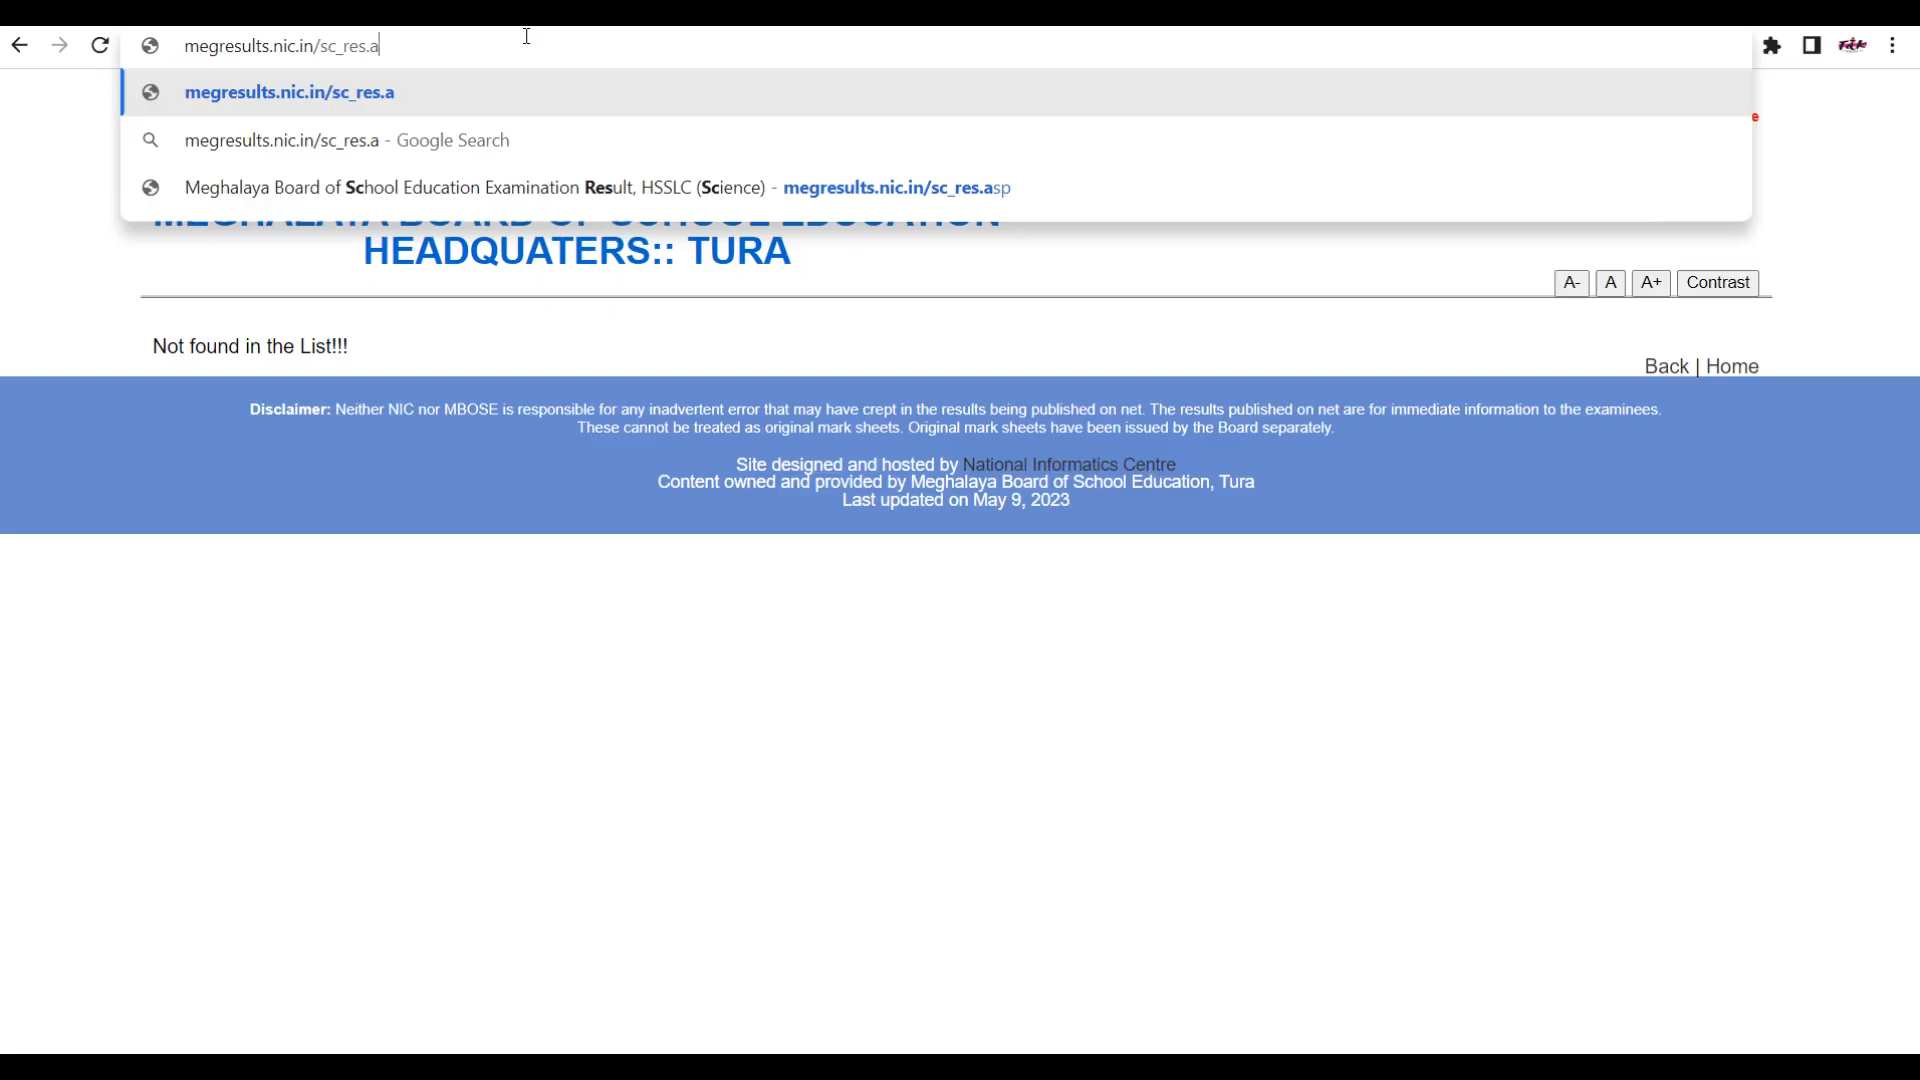 megresults.nic.in/sc_res.a
megresults.nic.in/sc_res.a
megresults.nic.in/sc_res.a - Google Search
e
Meghalaya Board of School Education Examination Result, HSSLC (Science) - megresults.nic.in/sc_res.asp
MEGHALAYA BOARD OF SCHOOL EDUCATION
HEADQUATERS:: TURA
A- A A+ Contrast
Not found in the List!!!
Back | Home
Disclaimer: Neither NIC nor MBOSE is responsible for any inadvertent error that may have crept in the results being published on net. The results published on net are for immediate information to the examinees.
These cannot be treated as original mark sheets. Original mark sheets have been issued by the Board separately.
Site designed and hosted by National Informatics Centre
Content owned and provided by Meghalaya Board of School Education, Tura
Last updated on May 9, 2023